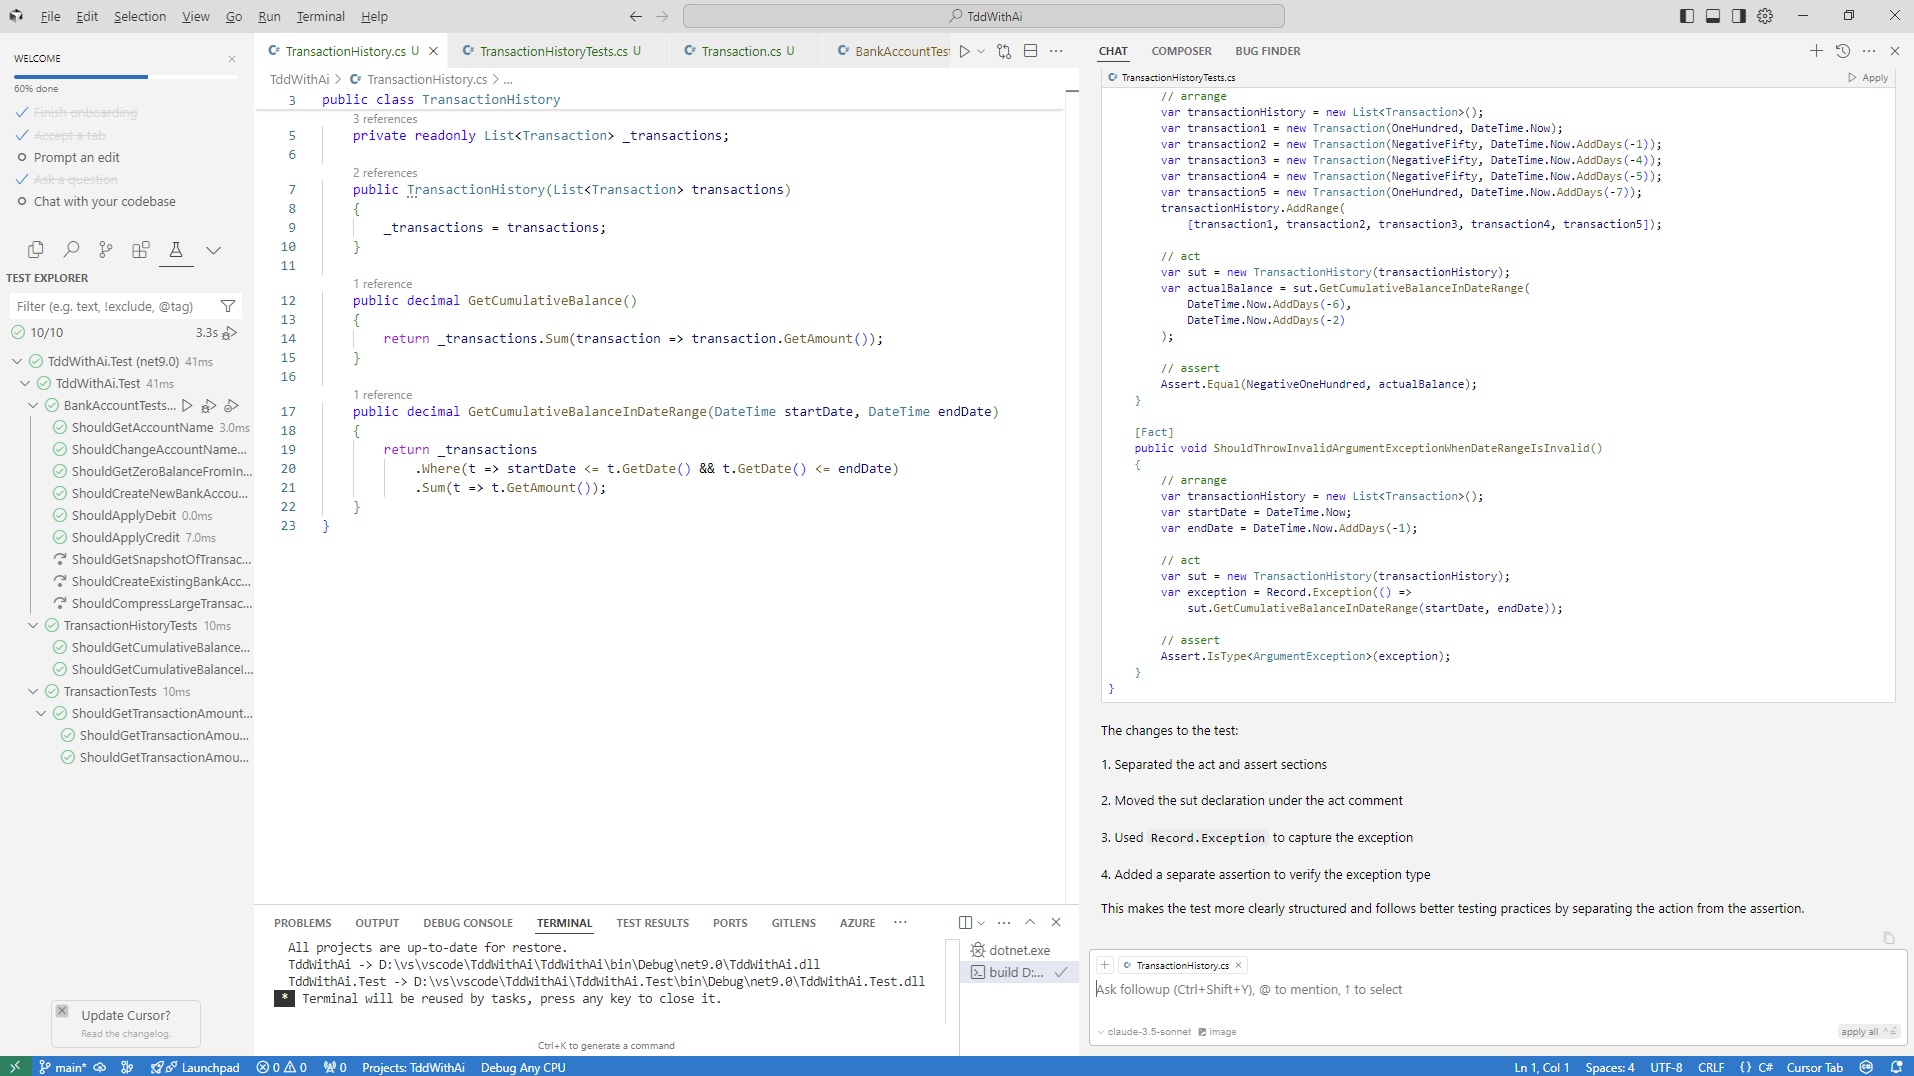 File Edit Selection View Go Run Terminal Help
TddWithAi
WELCOME
60% done
Finish onboarding
Accept a tab
Prompt an edit
Ask a question
Chat with your codebase
TEST EXPLORER
Filter (e.g. text, !exclude, @tag)
10/10 3.3s
TddWithAi.Test (net9.0) 41ms
TddWithAi.Test 41ms
BankAccountTests...
ShouldGetAccountName 3.0ms
ShouldChangeAccountName...
ShouldGetZeroBalanceFromIn...
ShouldCreateNewBankAccou...
ShouldApplyDebit 0.0ms
ShouldApplyCredit 7.0ms
ShouldGetSnapshotOfTransac...
ShouldCreateExistingBankAcc...
ShouldCompressLargeTransac...
TransactionHistoryTests 10ms
ShouldGetCumulativeBalance...
ShouldGetCumulativeBalanceI...
TransactionTests 10ms
ShouldGetTransactionAmount...
ShouldGetTransactionAmou...
ShouldGetTransactionAmou...
Update Cursor?
Read the changelog.
TransactionHistory.cs U TransactionHistoryTests.cs U Transaction.cs U BankAccountTest
TddWithAi > TransactionHistory.cs > ...
3 public class TransactionHistory
3 references
5 private readonly List<Transaction> _transactions;
6
2 references
7 public TransactionHistory(List<Transaction> transactions)
8 {
9 _transactions = transactions;
10 }
11
1 reference
12 public decimal GetCumulativeBalance()
13 {
14 return _transactions.Sum(transaction => transaction.GetAmount());
15 }
16
1 reference
17 public decimal GetCumulativeBalanceInDateRange(DateTime startDate, DateTime endDate)
18 {
19 return _transactions
20 .Where(t => startDate <= t.GetDate() && t.GetDate() <= endDate)
21 .Sum(t => t.GetAmount());
22 }
23 }
PROBLEMS OUTPUT DEBUG CONSOLE TERMINAL TEST RESULTS PORTS GITLENS AZURE ...
All projects are up-to-date for restore.
TddWithAi -> D:\vs\vscode\TddWithAi\TddWithAi\bin\Debug\net9.0\TddWithAi.dll
TddWithAi.Test -> D:\vs\vscode\TddWithAi\TddWithAi.Test\bin\Debug\net9.0\TddWithAi.Test.dll
* Terminal will be reused by tasks, press any key to close it.
Ctrl+K to generate a command
dotnet.exe
build D:...
CHAT COMPOSER BUG FINDER
TransactionHistoryTests.cs Apply
// arrange
var transactionHistory = new List<Transaction>();
var transaction1 = new Transaction(OneHundred, DateTime.Now);
var transaction2 = new Transaction(NegativeFifty, DateTime.Now.AddDays(-1));
var transaction3 = new Transaction(NegativeFifty, DateTime.Now.AddDays(-4));
var transaction4 = new Transaction(NegativeFifty, DateTime.Now.AddDays(-5));
var transaction5 = new Transaction(OneHundred, DateTime.Now.AddDays(-7));
transactionHistory.AddRange(
[transaction1, transaction2, transaction3, transaction4, transaction5]);
// act
var sut = new TransactionHistory(transactionHistory);
var actualBalance = sut.GetCumulativeBalanceInDateRange(
DateTime.Now.AddDays(-6),
DateTime.Now.AddDays(-2)
);
// assert
Assert.Equal(NegativeOneHundred, actualBalance);
}
[Fact]
public void ShouldThrowInvalidArgumentExceptionWhenDateRangeIsInvalid()
{
// arrange
var transactionHistory = new List<Transaction>();
var startDate = DateTime.Now;
var endDate = DateTime.Now.AddDays(-1);
// act
var sut = new TransactionHistory(transactionHistory);
var exception = Record.Exception(() =>
sut.GetCumulativeBalanceInDateRange(startDate, endDate));
// assert
Assert.IsType<ArgumentException>(exception);
}
}
The changes to the test:
1. Separated the act and assert sections
2. Moved the sut declaration under the act comment
3. Used Record.Exception to capture the exception
4. Added a separate assertion to verify the exception type
This makes the test more clearly structured and follows better testing practices by separating the action from the assertion.
TransactionHistory.cs
Ask followup (Ctrl+Shift+Y), @ to mention, ↑ to select
claude-3.5-sonnet image
apply all
main* Launchpad 0 0 0 Projects: TddWithAi Debug Any CPU
Ln 1, Col 1 Spaces: 4 UTF-8 CRLF {} C# Cursor Tab